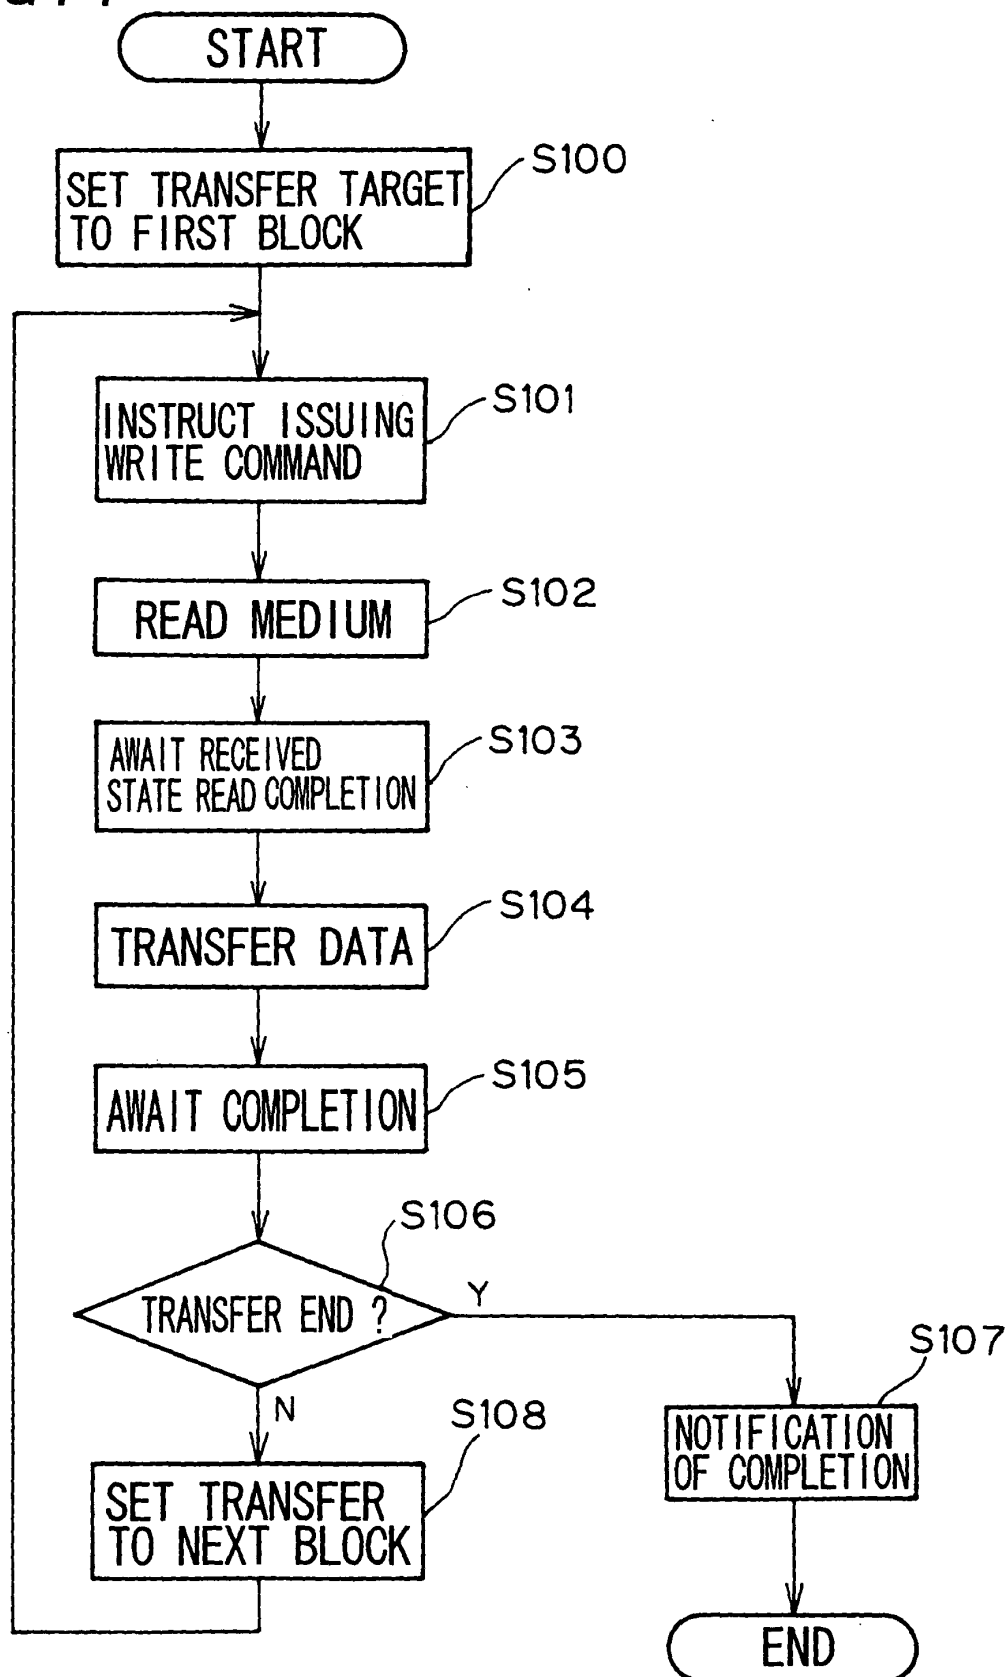 START
S100
SET TRANSFER TARGET
TO FIRST BLOCK
S101
INSTRUCT ISSUING
WRITE COMMAND
S102
READ MEDIUM
S103
AWAIT RECEIVED
STATE READ COMPLETION
S104
TRANSFER DATA
S105
AWAIT COMPLETION
S106
TRANSFER END ?
Y
S107
NOTIFICATION
OF COMPLETION
N
S108
SET TRANSFER
TO NEXT BLOCK
END